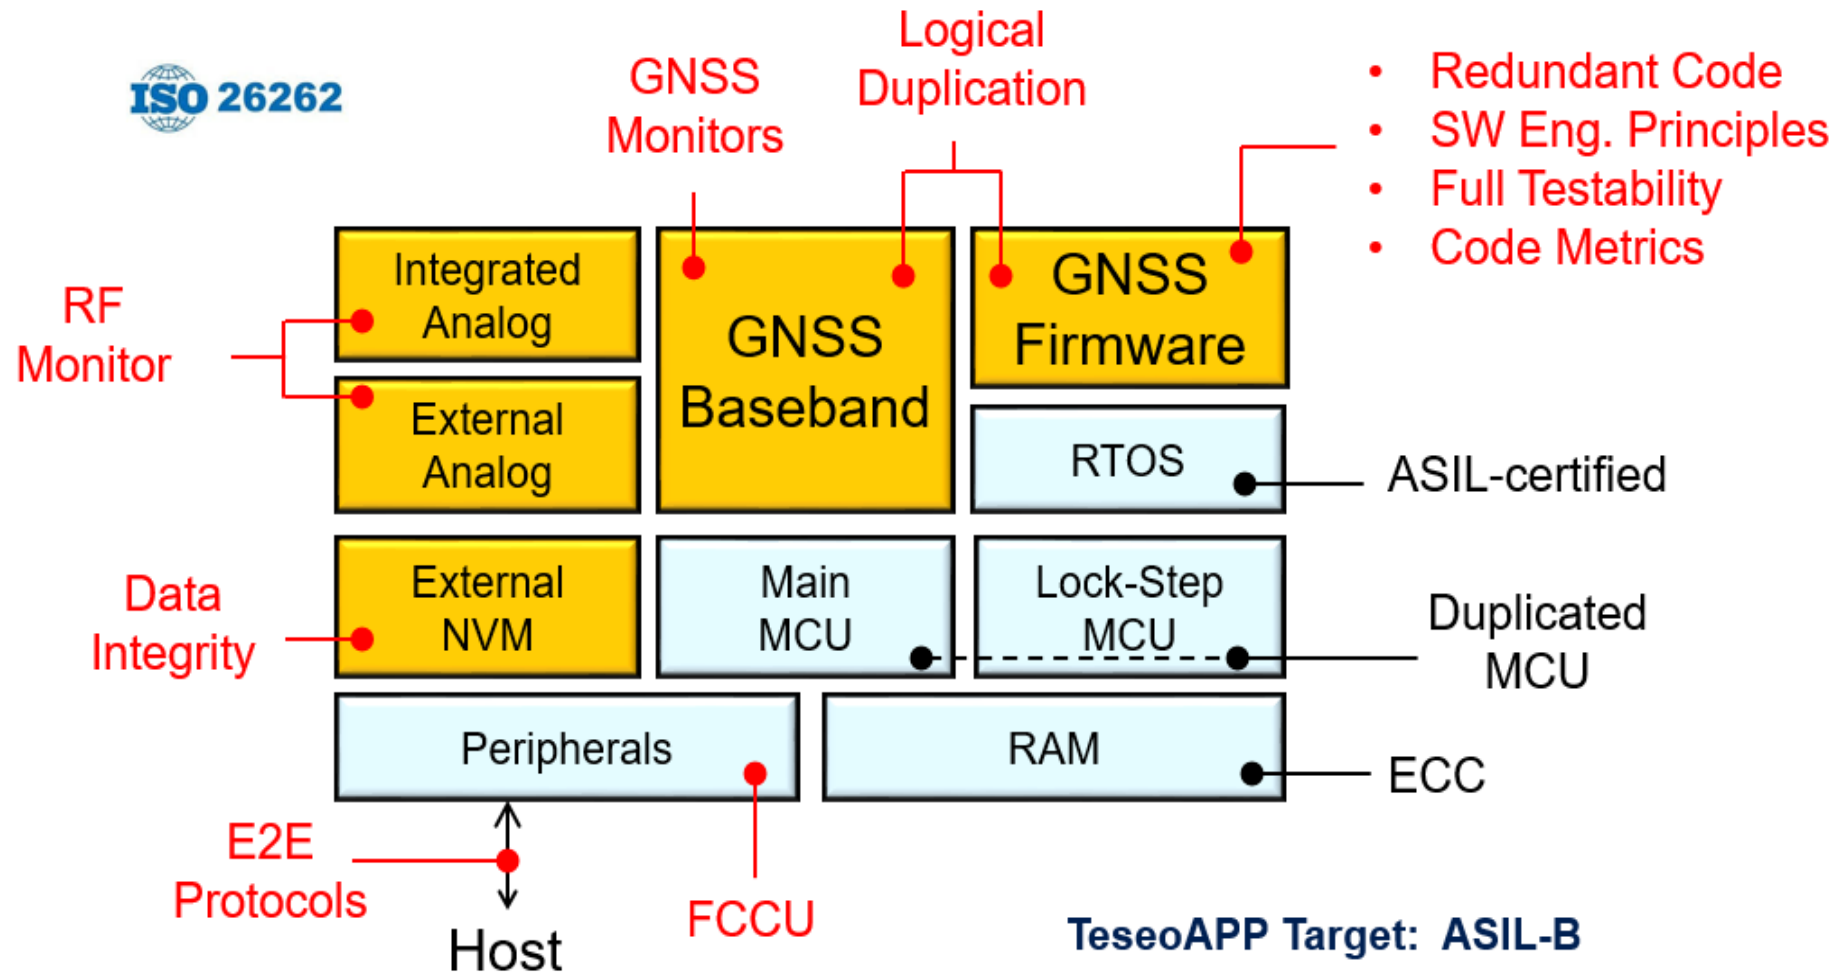 ISO 26262
GNSS
Monitors
Logical
Duplication
• Redundant Code
• SW Eng. Principles
• Full Testability
• Code Metrics
RF
Monitor
Integrated
Analog
External
Analog
GNSS
Baseband
GNSS
Firmware
RTOS
ASIL-certified
Data
Integrity
External
NVM
Main
MCU
Lock-Step
MCU
Duplicated
MCU
Peripherals
RAM
ECC
E2E
Protocols
Host
FCCU
TeseoAPP Target: ASIL-B